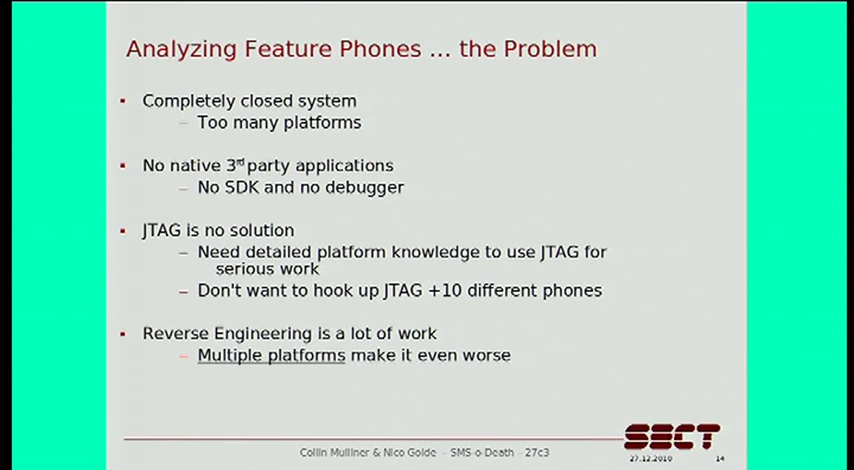 Analyzing Feature Phones ... the Problem
▪ Completely closed system
– Too many platforms
▪ No native 3rd party applications
– No SDK and no debugger
▪ JTAG is no solution
– Need detailed platform knowledge to use JTAG for
serious work
– Don't want to hook up JTAG +10 different phones
▪ Reverse Engineering is a lot of work
– Multiple platforms make it even worse
SECT
Collin Mulliner & Nico Golde - SMS-o-Death - 27c3
27.12.2010 14